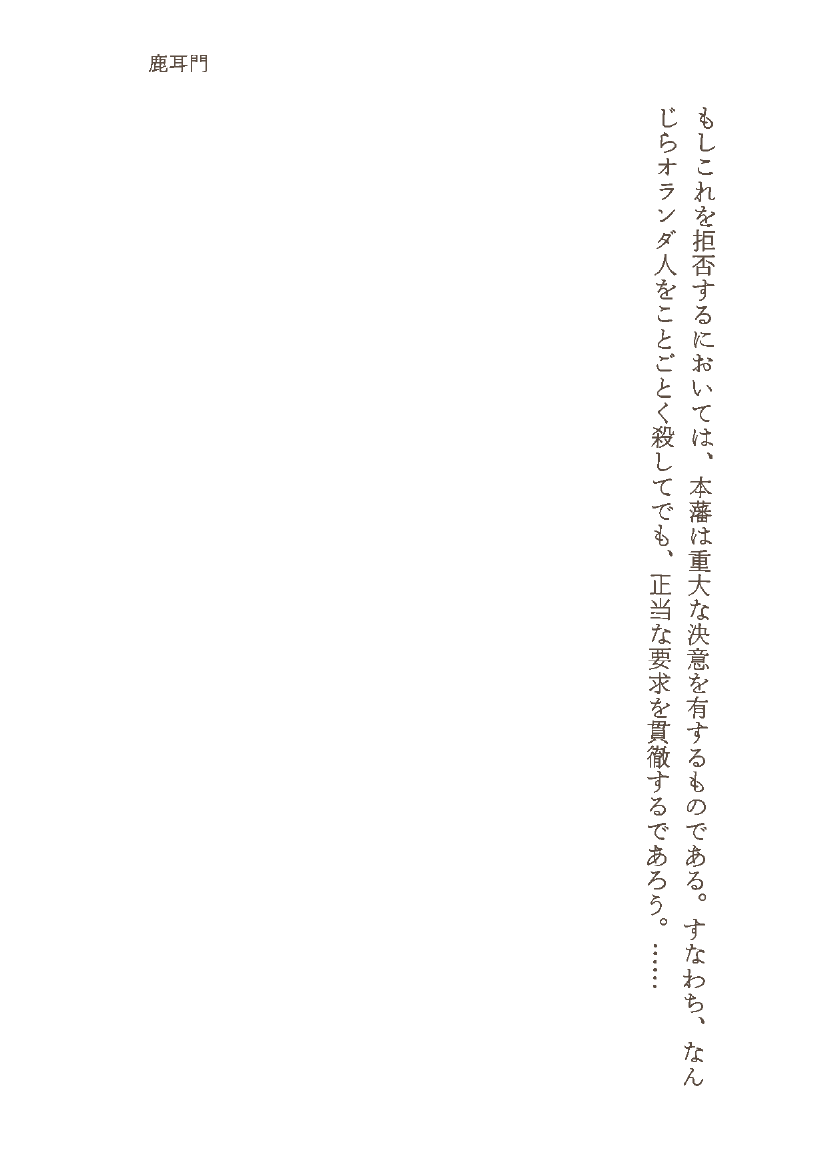 鹿耳門
もしこれを拒否するにおいては、本藩は重大な決意を有するものである。すなわち、なん
じらオランダ人をことごとく殺してでも、正当な要求を貫徹するであろう。……